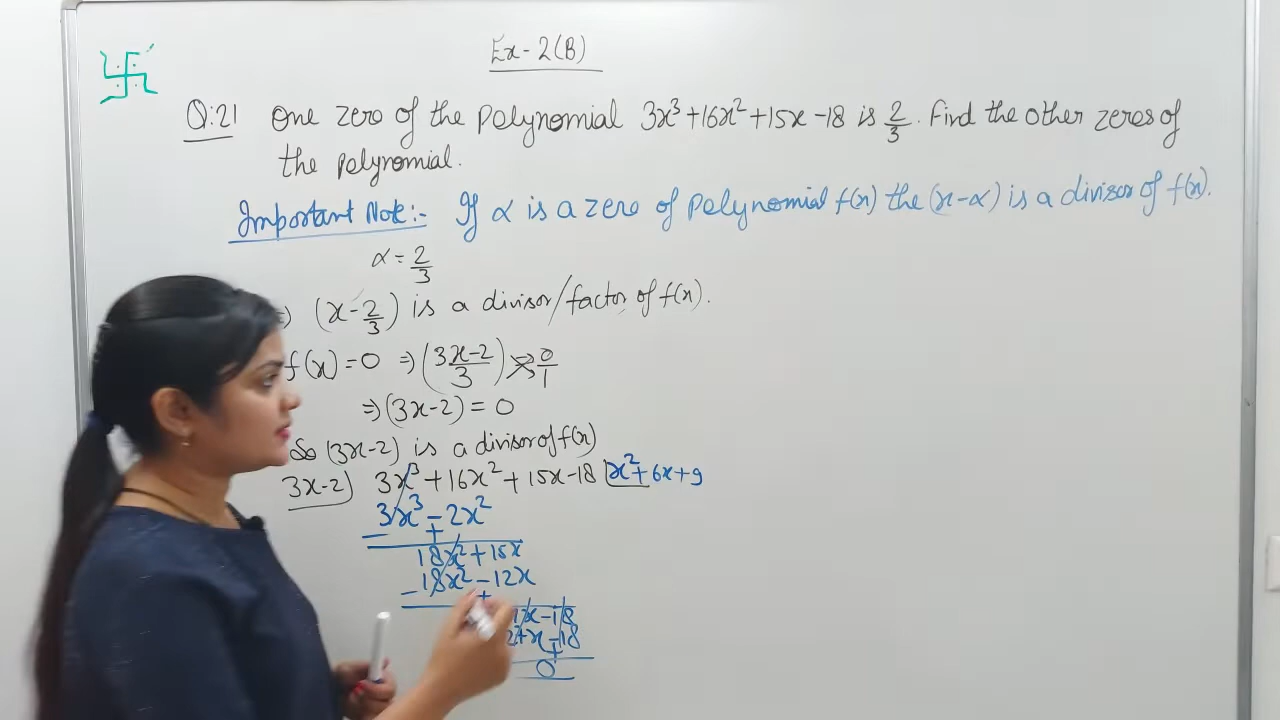 Ex-2(B)
Q:21 One zero of the polynomial 3x³+16x²+15x-18 is 2/3. Find the other zeros of
the polynomial.
Important Note:- If α is a zero of polynomial f(x) the (x-α) is a divisor of f(x).
α = 2/3
(x-2/3) is a divisor/factor of f(x).
f(x)=0 ⇒ (3x-2/3) 0/1
⇒(3x-2) = 0
So (3x-2) is a divisor of f(x)
3x-2) 3x³+16x²+15x-18 (x²+6x+9
3x³-2x²
- +
18x²+15x
18x²-12x
- +
x-18
x-18
+
0